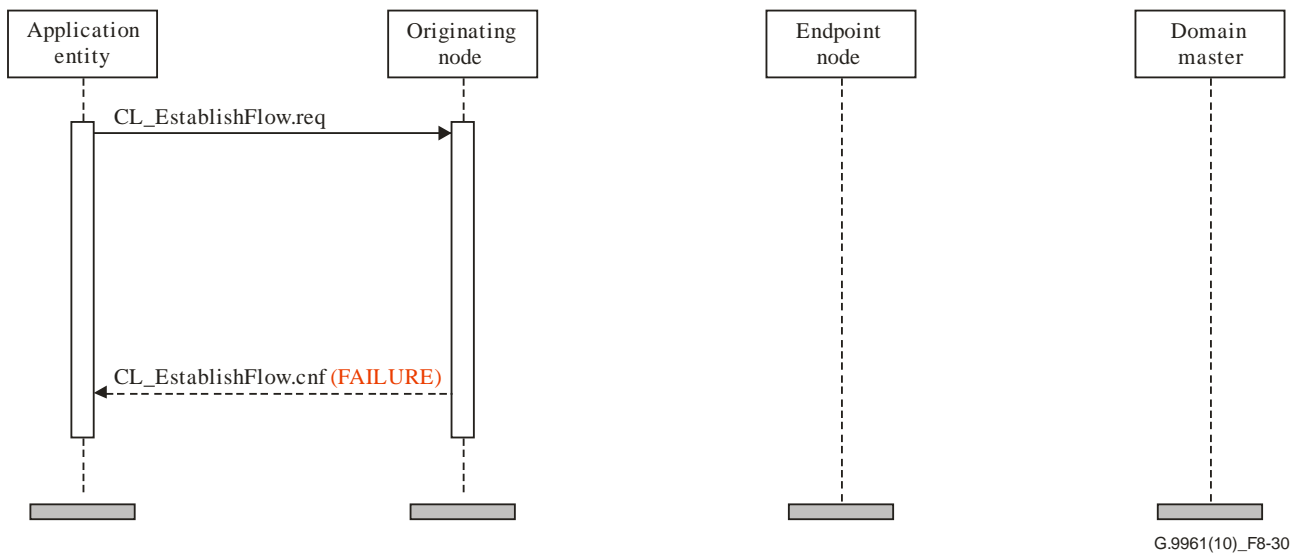 Application
entity
Originating
node
Endpoint
node
Domain
master
CL_EstablishFlow.req
CL_EstablishFlow.cnf (FAILURE)
G.9961(10)_F8-30